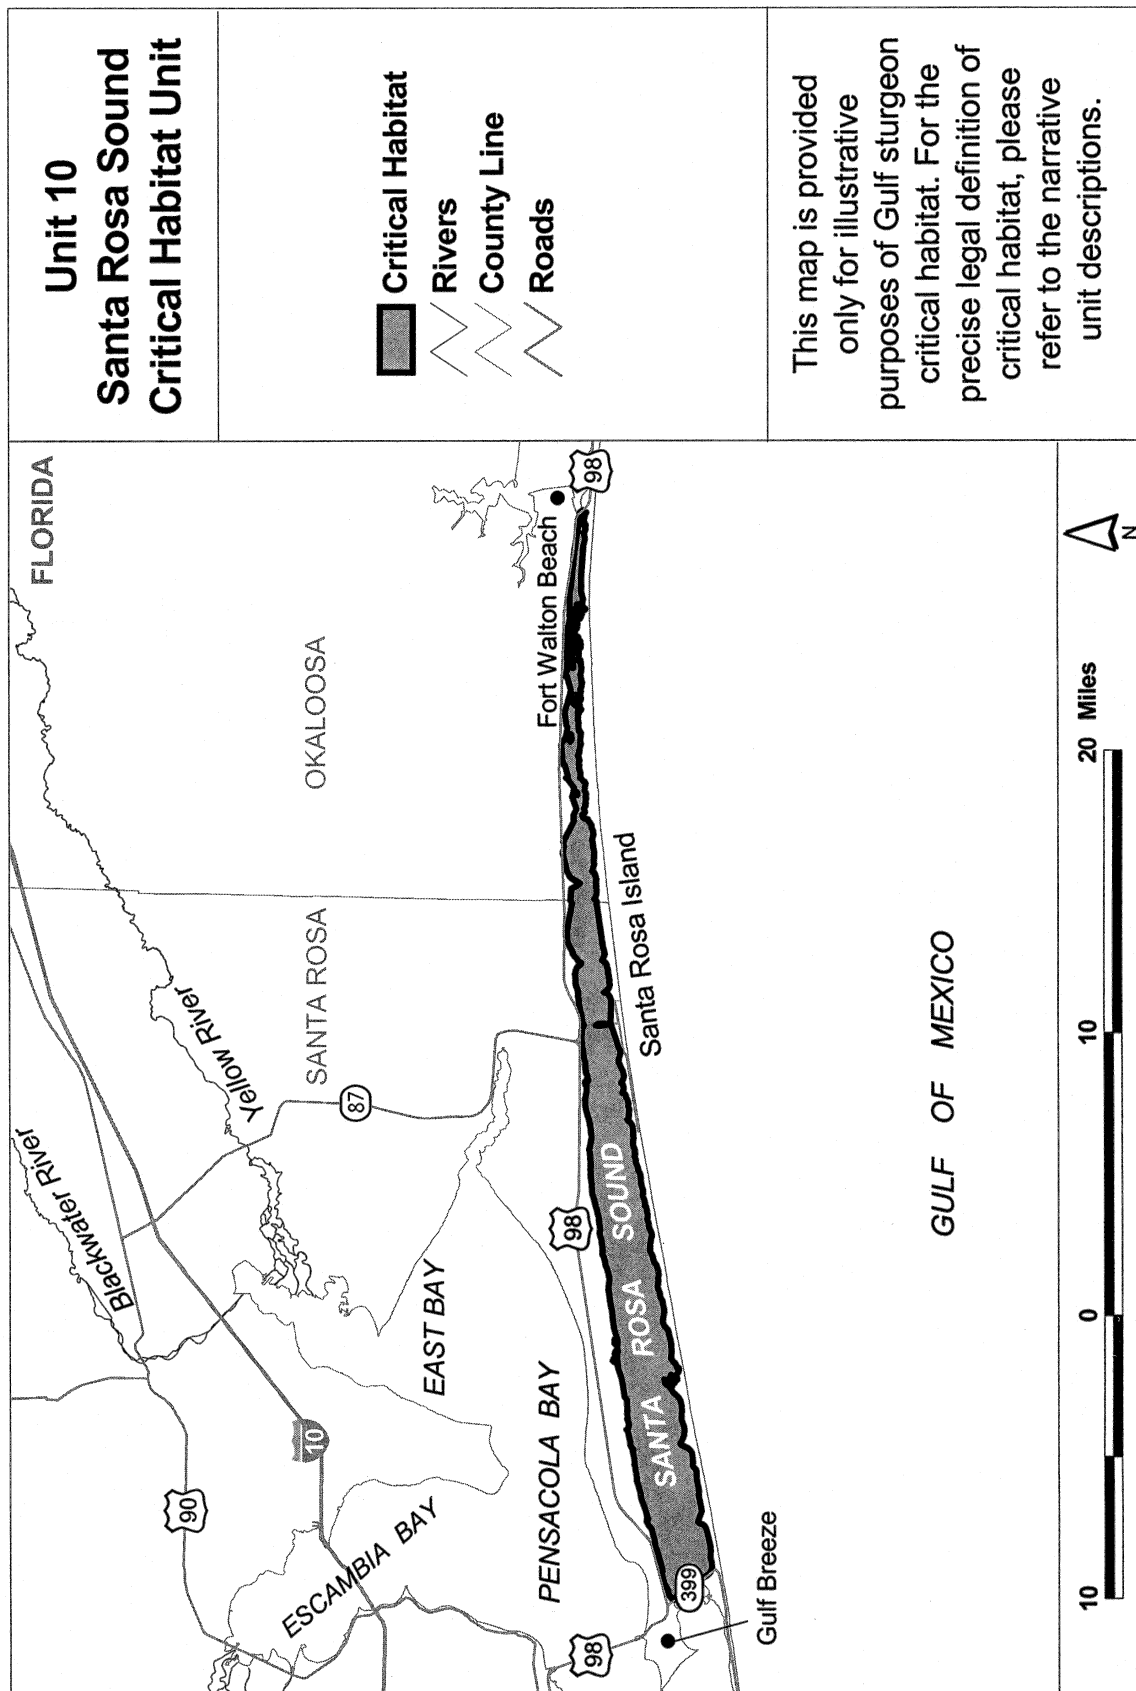 Unit 10
Santa Rosa Sound
Critical Habitat Unit
Critical Habitat
Rivers
County Line
Roads
This map is provided
only for illustrative
purposes of Gulf sturgeon
critical habitat. For the
precise legal definition of
critical habitat, please
refer to the narrative
unit descriptions.
FLORIDA
Blackwater River
Yellow River
90
10
87
SANTA ROSA
OKALOOSA
ESCAMBIA BAY
EAST BAY
PENSACOLA BAY
98
98
98
Fort Walton Beach
SANTA ROSA SOUND
399
Santa Rosa Island
Gulf Breeze
GULF OF MEXICO
10 0 10 20 Miles
N